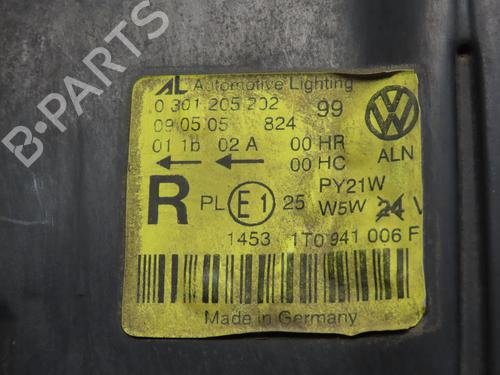 B-PARTS
AL Automotive Lighting
0 301 205 202 99
09 05 05 824
01 1b 02 A 00 HR
00 HC ALN
R PL E1 25 PY21W
W5W 24 V
1453 1T0 941 006 F
Made in Germany